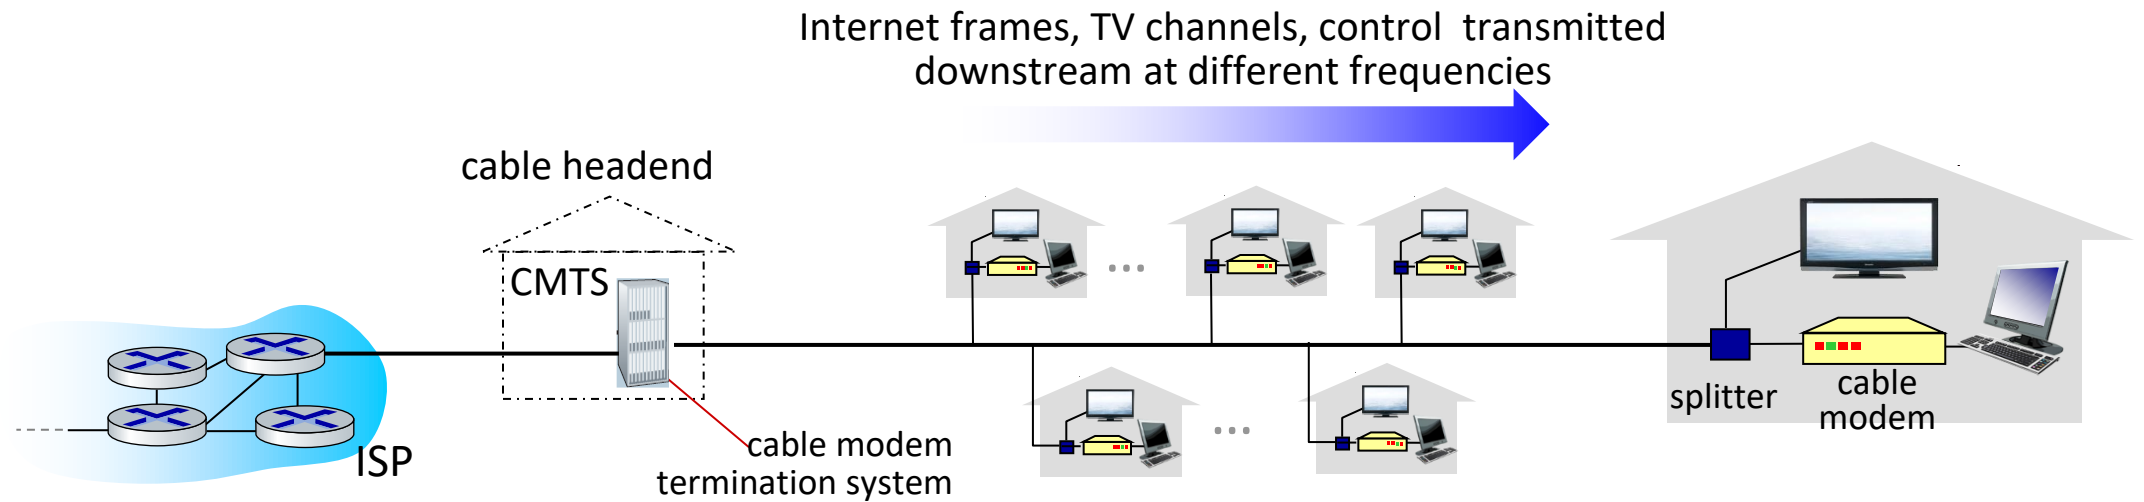 Internet frames, TV channels, control  transmitted
downstream at different frequencies
cable headend
CMTS
ISP
cable modem
termination system
splitter
cable
modem